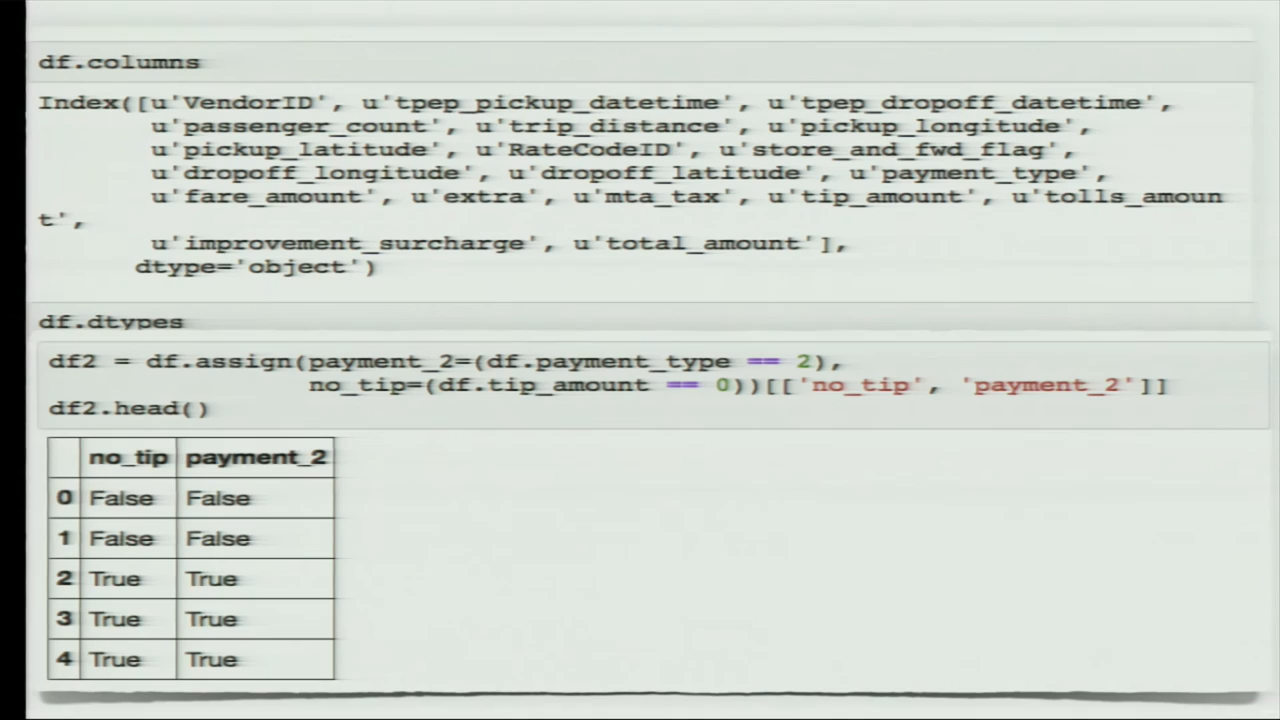 df.columns
Index([u'VendorID', u'tpep_pickup_datetime', u'tpep_dropoff_datetime',
u'passenger_count', u'trip_distance', u'pickup_longitude',
u'pickup_latitude', u'RateCodeID', u'store_and_fwd_flag',
u'dropoff_longitude', u'dropoff_latitude', u'payment_type',
u'fare_amount', u'extra', u'mta_tax', u'tip_amount', u'tolls_amoun
t',
u'improvement_surcharge', u'total_amount'],
dtype='object')
df.dtypes
df2 = df.assign(payment_2=(df.payment_type == 2),
no_tip=(df.tip_amount == 0))[['no_tip', 'payment_2']]
df2.head()
no_tip payment_2
0 False False
1 False False
2 True True
3 True True
4 True True